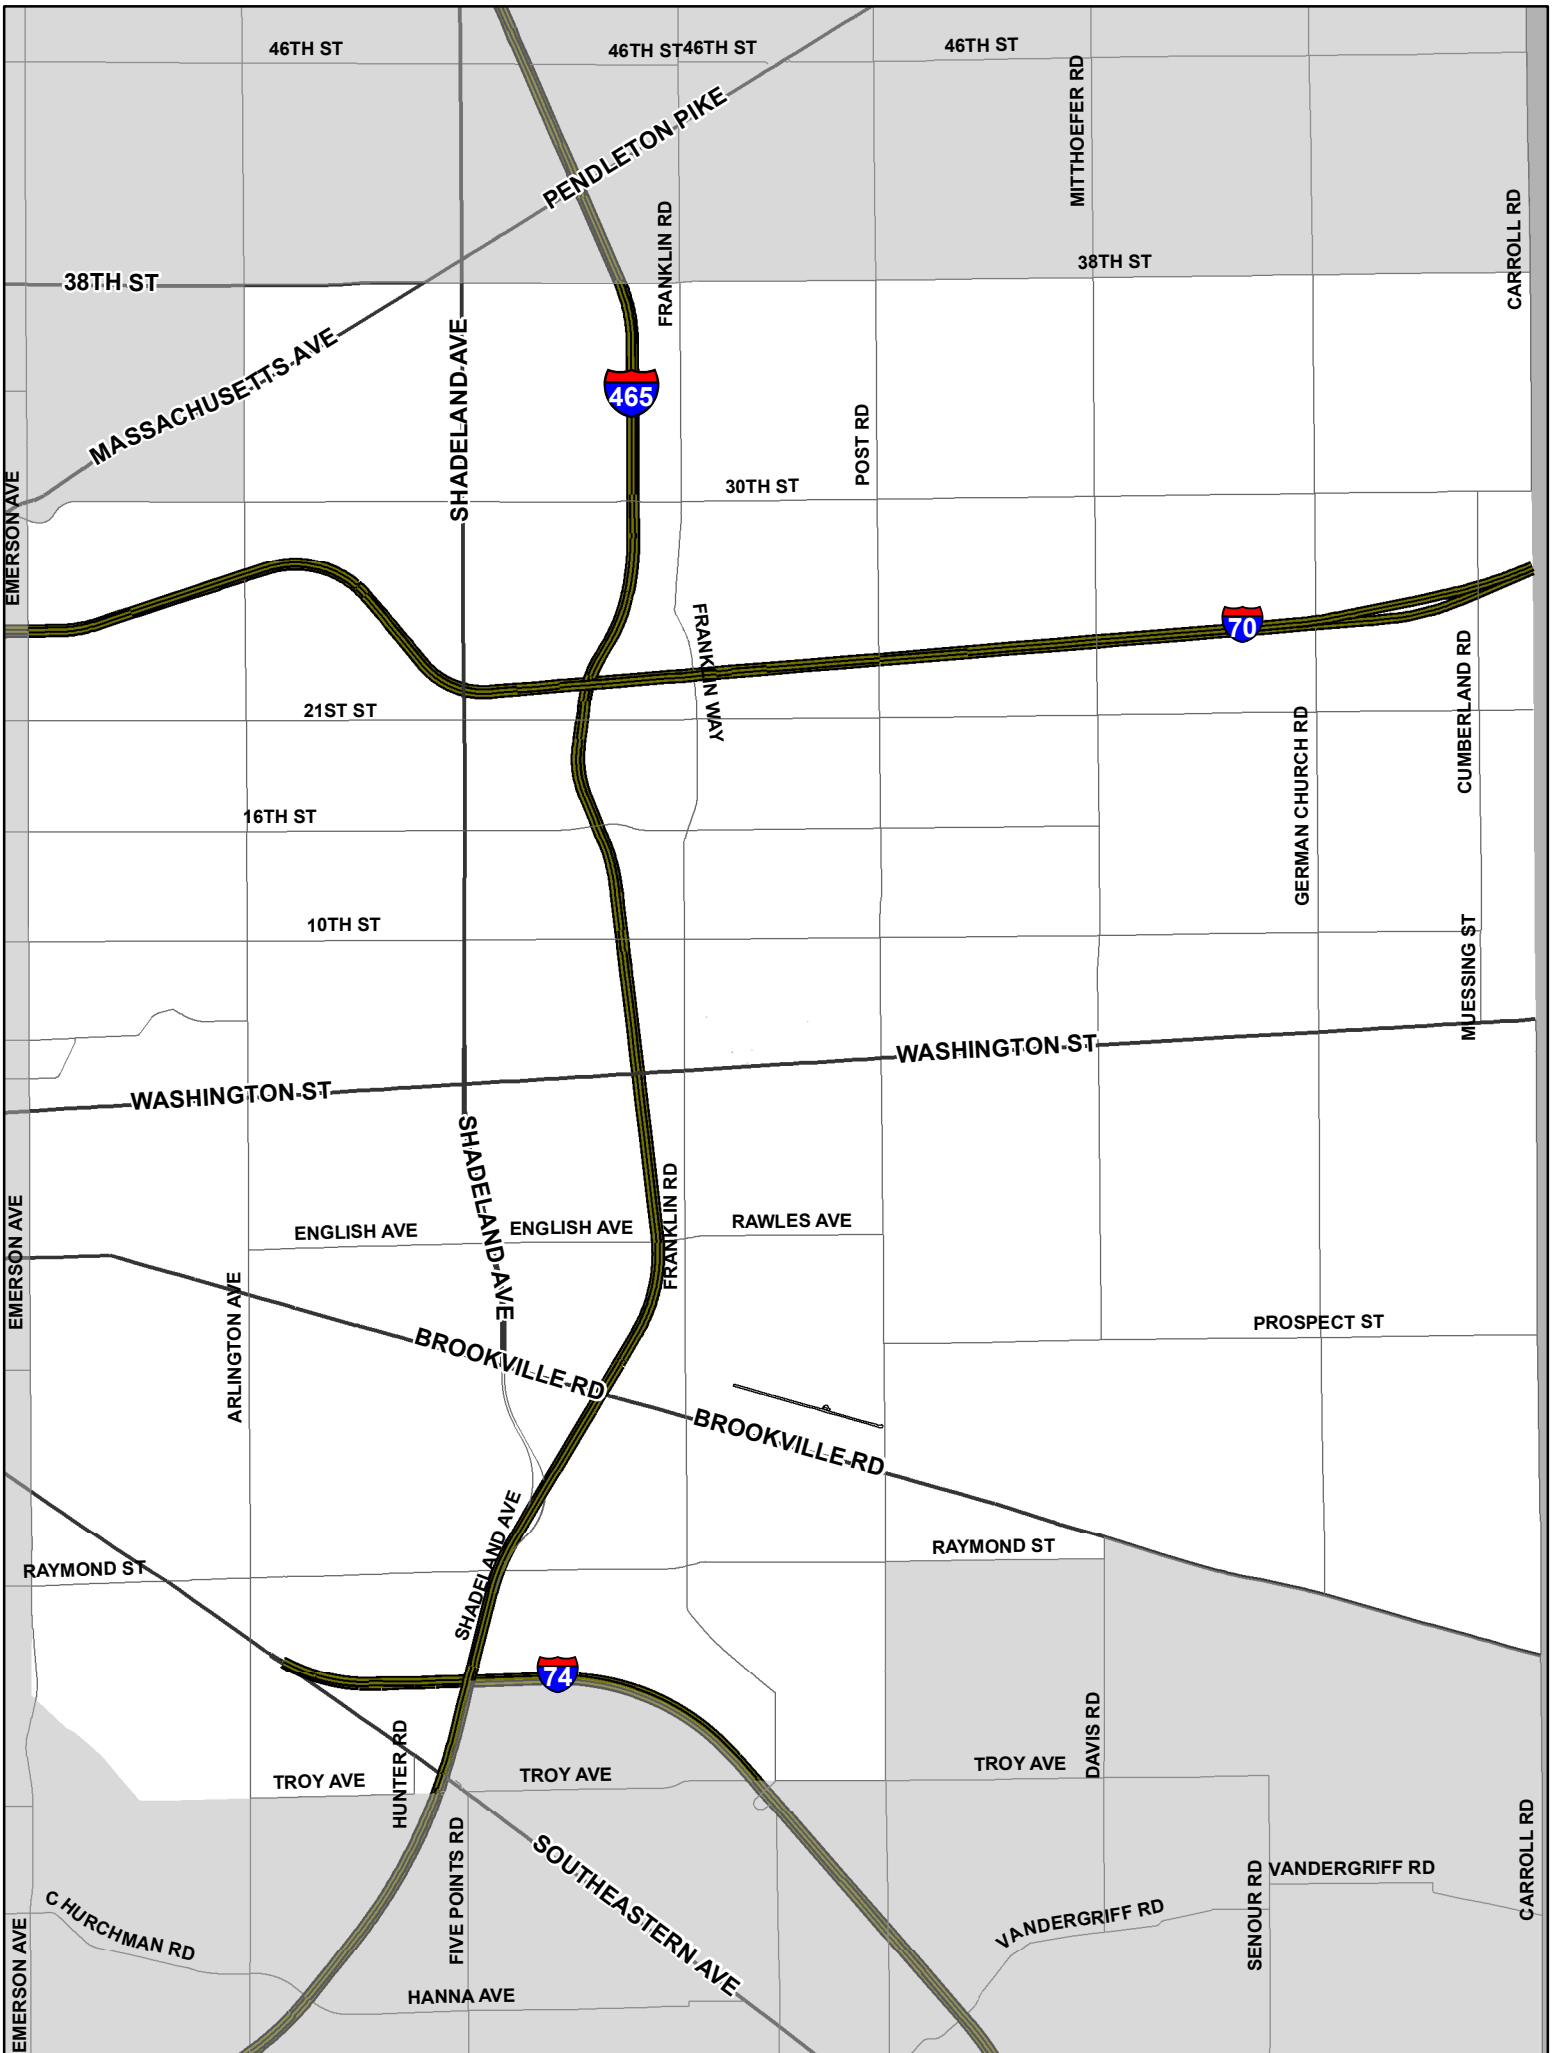 46TH ST
46TH ST
46TH ST
46TH ST
MITTHOEFER RD
PENDLETON PIKE
FRANKLIN RD
CARROLL RD
38TH ST
38TH ST
MASSACHUSETTS AVE
SHADELAND AVE
465
POST RD
EMERSON AVE
30TH ST
70
FRANKLIN WAY
CUMBERLAND RD
21ST ST
GERMAN CHURCH RD
16TH ST
10TH ST
MUESSING ST
WASHINGTON ST
WASHINGTON ST
SHADELAND AVE
FRANKLIN RD
EMERSON AVE
ENGLISH AVE
ENGLISH AVE
RAWLES AVE
ARLINGTON AVE
PROSPECT ST
BROOKVILLE RD
BROOKVILLE RD
SHADELAND AVE
RAYMOND ST
RAYMOND ST
74
HUNTER RD
DAVIS RD
TROY AVE
TROY AVE
TROY AVE
FIVE POINTS RD
SOUTHEASTERN AVE
CARROLL RD
VANDERGRIFF RD
SENOUR RD
VANDERGRIFF RD
CHURCHMAN RD
EMERSON AVE
HANNA AVE